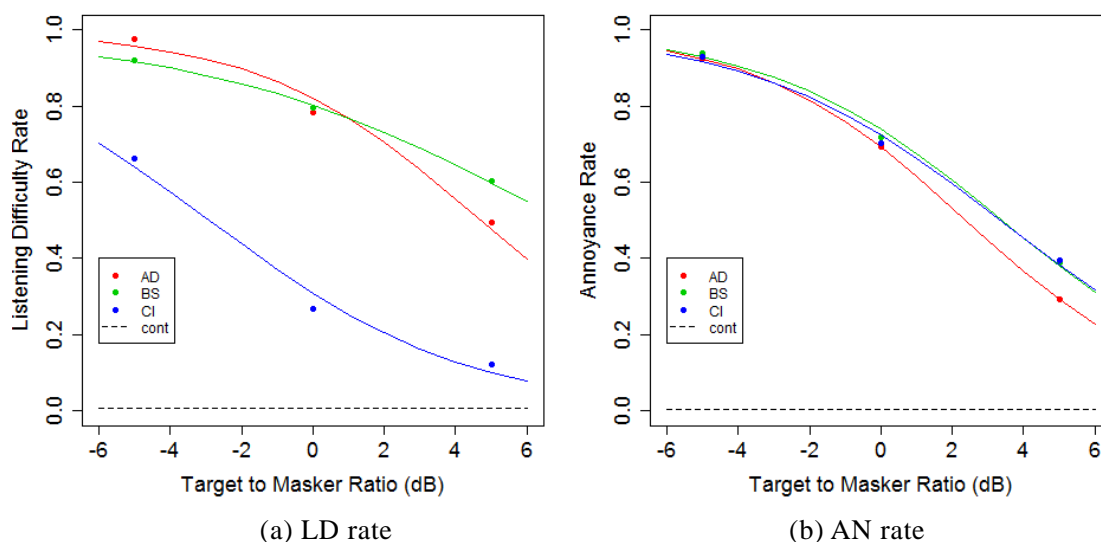 Listening Difficulty Rate
1.0
0.8
0.6
0.4
0.2
0.0
AD
BS
CI
cont
-6 -4 -2 0 2 4 6
Target to Masker Ratio (dB)
(a) LD rate
Annoyance Rate
1.0
0.8
0.6
0.4
0.2
0.0
AD
BS
CI
cont
-6 -4 -2 0 2 4 6
Target to Masker Ratio (dB)
(b) AN rate